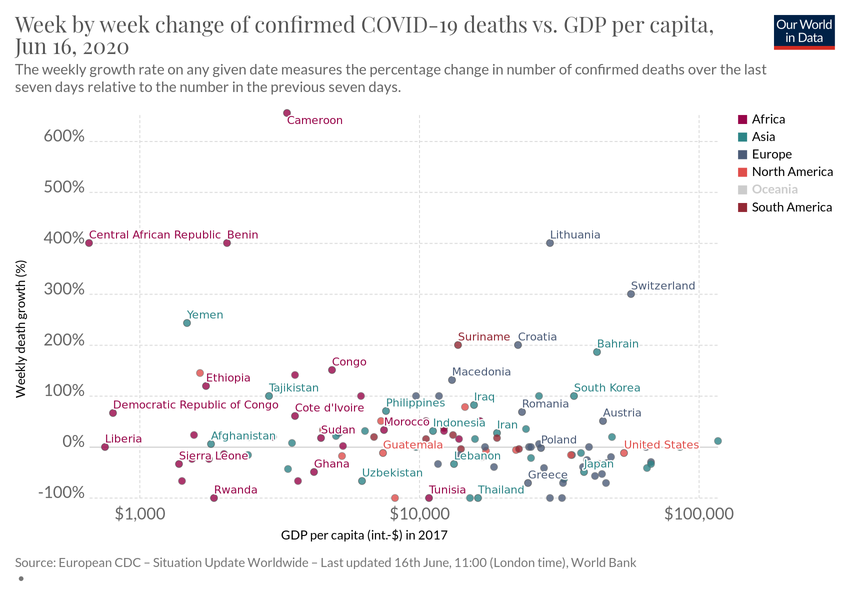 Week by week change of confirmed COVID-19 deaths vs. GDP per capita,
Jun 16, 2020
Our World
in Data
The weekly growth rate on any given date measures the percentage change in number of confirmed deaths over the last
seven days relative to the number in the previous seven days.
Africa
Asia
Europe
North America
Oceania
South America
Weekly death growth (%)
600%
500%
400%
300%
200%
100%
0%
-100%
Cameroon
Central African Republic
Benin
Lithuania
Switzerland
Yemen
Suriname
Croatia
Bahrain
Congo
Macedonia
Ethiopia
Tajikistan
South Korea
Iraq
Democratic Republic of Congo
Cote d'Ivoire
Philippines
Romania
Austria
Sudan
Morocco
Indonesia
Iran
Liberia
Afghanistan
Guatemala
Poland
United States
Sierra Leone
Ghana
Lebanon
Japan
Uzbekistan
Greece
Rwanda
Tunisia
Thailand
$1,000
$10,000
$100,000
GDP per capita (int.-$) in 2017
Source: European CDC – Situation Update Worldwide – Last updated 16th June, 11:00 (London time), World Bank